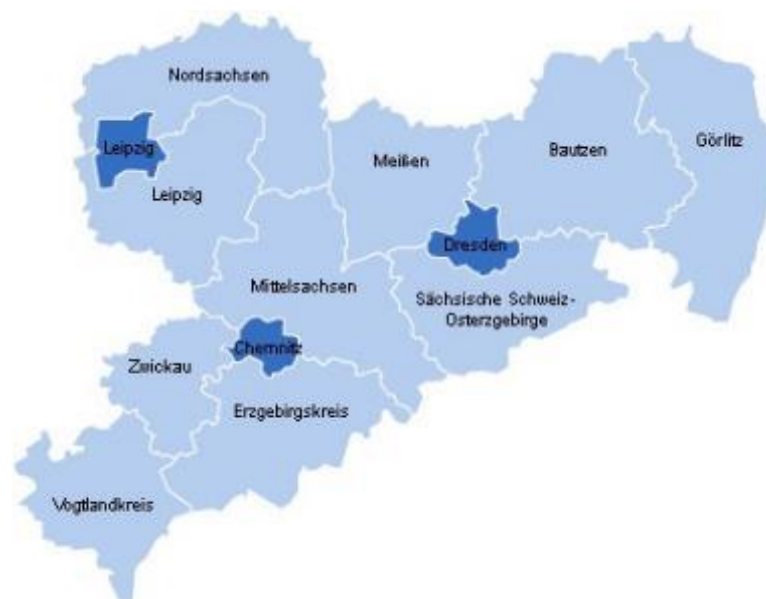 Nordsachsen
Leipzig
Leipzig
Meißen
Bautzen
Görlitz
Dresden
Mittelsachsen
Sächsische Schweiz-
Osterzgebirge
Chemnitz
Zwickau
Erzgebirgskreis
Vogtlandkreis